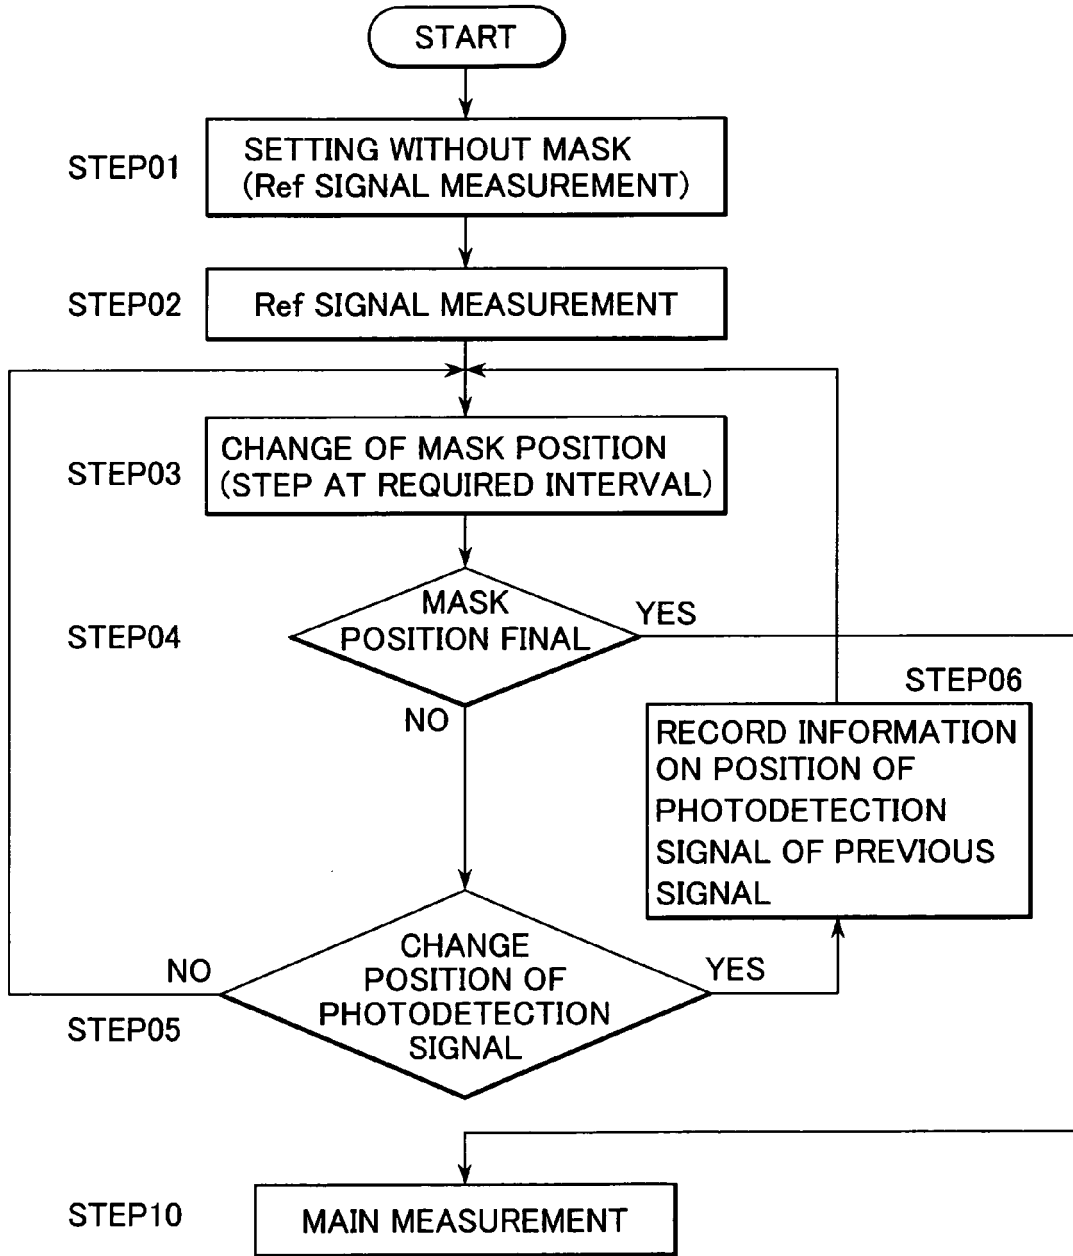 START
STEP01
SETTING WITHOUT MASK
(Ref SIGNAL MEASUREMENT)
STEP02
Ref SIGNAL MEASUREMENT
STEP03
CHANGE OF MASK POSITION
(STEP AT REQUIRED INTERVAL)
STEP04
MASK
POSITION FINAL
YES
NO
STEP06
RECORD INFORMATION
ON POSITION OF
PHOTODETECTION
SIGNAL OF PREVIOUS
SIGNAL
STEP05
CHANGE
POSITION OF
PHOTODETECTION
SIGNAL
NO
YES
STEP10
MAIN MEASUREMENT